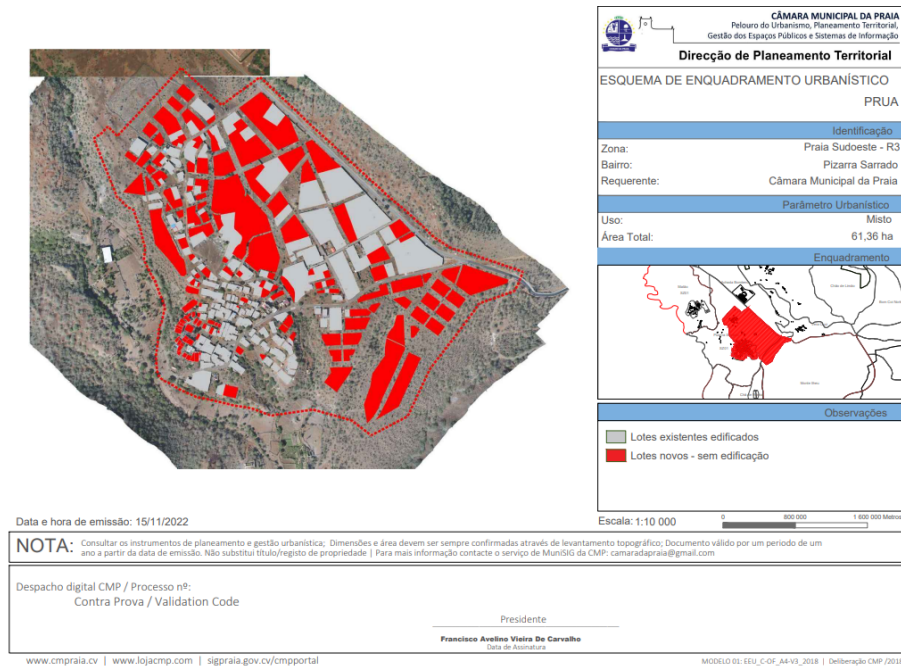 CÂMARA MUNICIPAL DA PRAIA
Pelouro do Urbanismo, Planeamento Territorial,
Gestão dos Espaços Públicos e Sistemas de Informação
Direcção de Planeamento Territorial
ESQUEMA DE ENQUADRAMENTO URBANÍSTICO
PRUA
Identificação
Zona: Praia Sudoeste - R3
Bairro: Pizarra Sarrado
Requerente: Câmara Municipal da Praia
Parâmetro Urbanístico
Uso: Misto
Área Total: 61,36 ha
Enquadramento
Observações
Lotes existentes edificados
Lotes novos - sem edificação
Data e hora de emissão: 15/11/2022
Escala: 1:10 000
0 800 000 1 600 000 Metros
NOTA: Consultar os instrumentos de planeamento e gestão urbanística; Dimensões e área devem ser sempre confirmadas através de levantamento topográfico; Documento válido por um periodo de um
ano a partir da data de emissão. Não substitui título/registo de propriedade | Para mais informação contacte o serviço de MuniSIG da CMP: camaradapraia@gmail.com
Despacho digital CMP / Processo nº:
Contra Prova / Validation Code
Presidente
Francisco Avelino Vieira De Carvalho
Data de Assinatura
www.cmpraia.cv | www.lojacmp.com | sigpraia.gov.cv/cmpportal
MODELO 01: EEU_C-OF_A4-V3_2018 | Deliberação CMP /2018